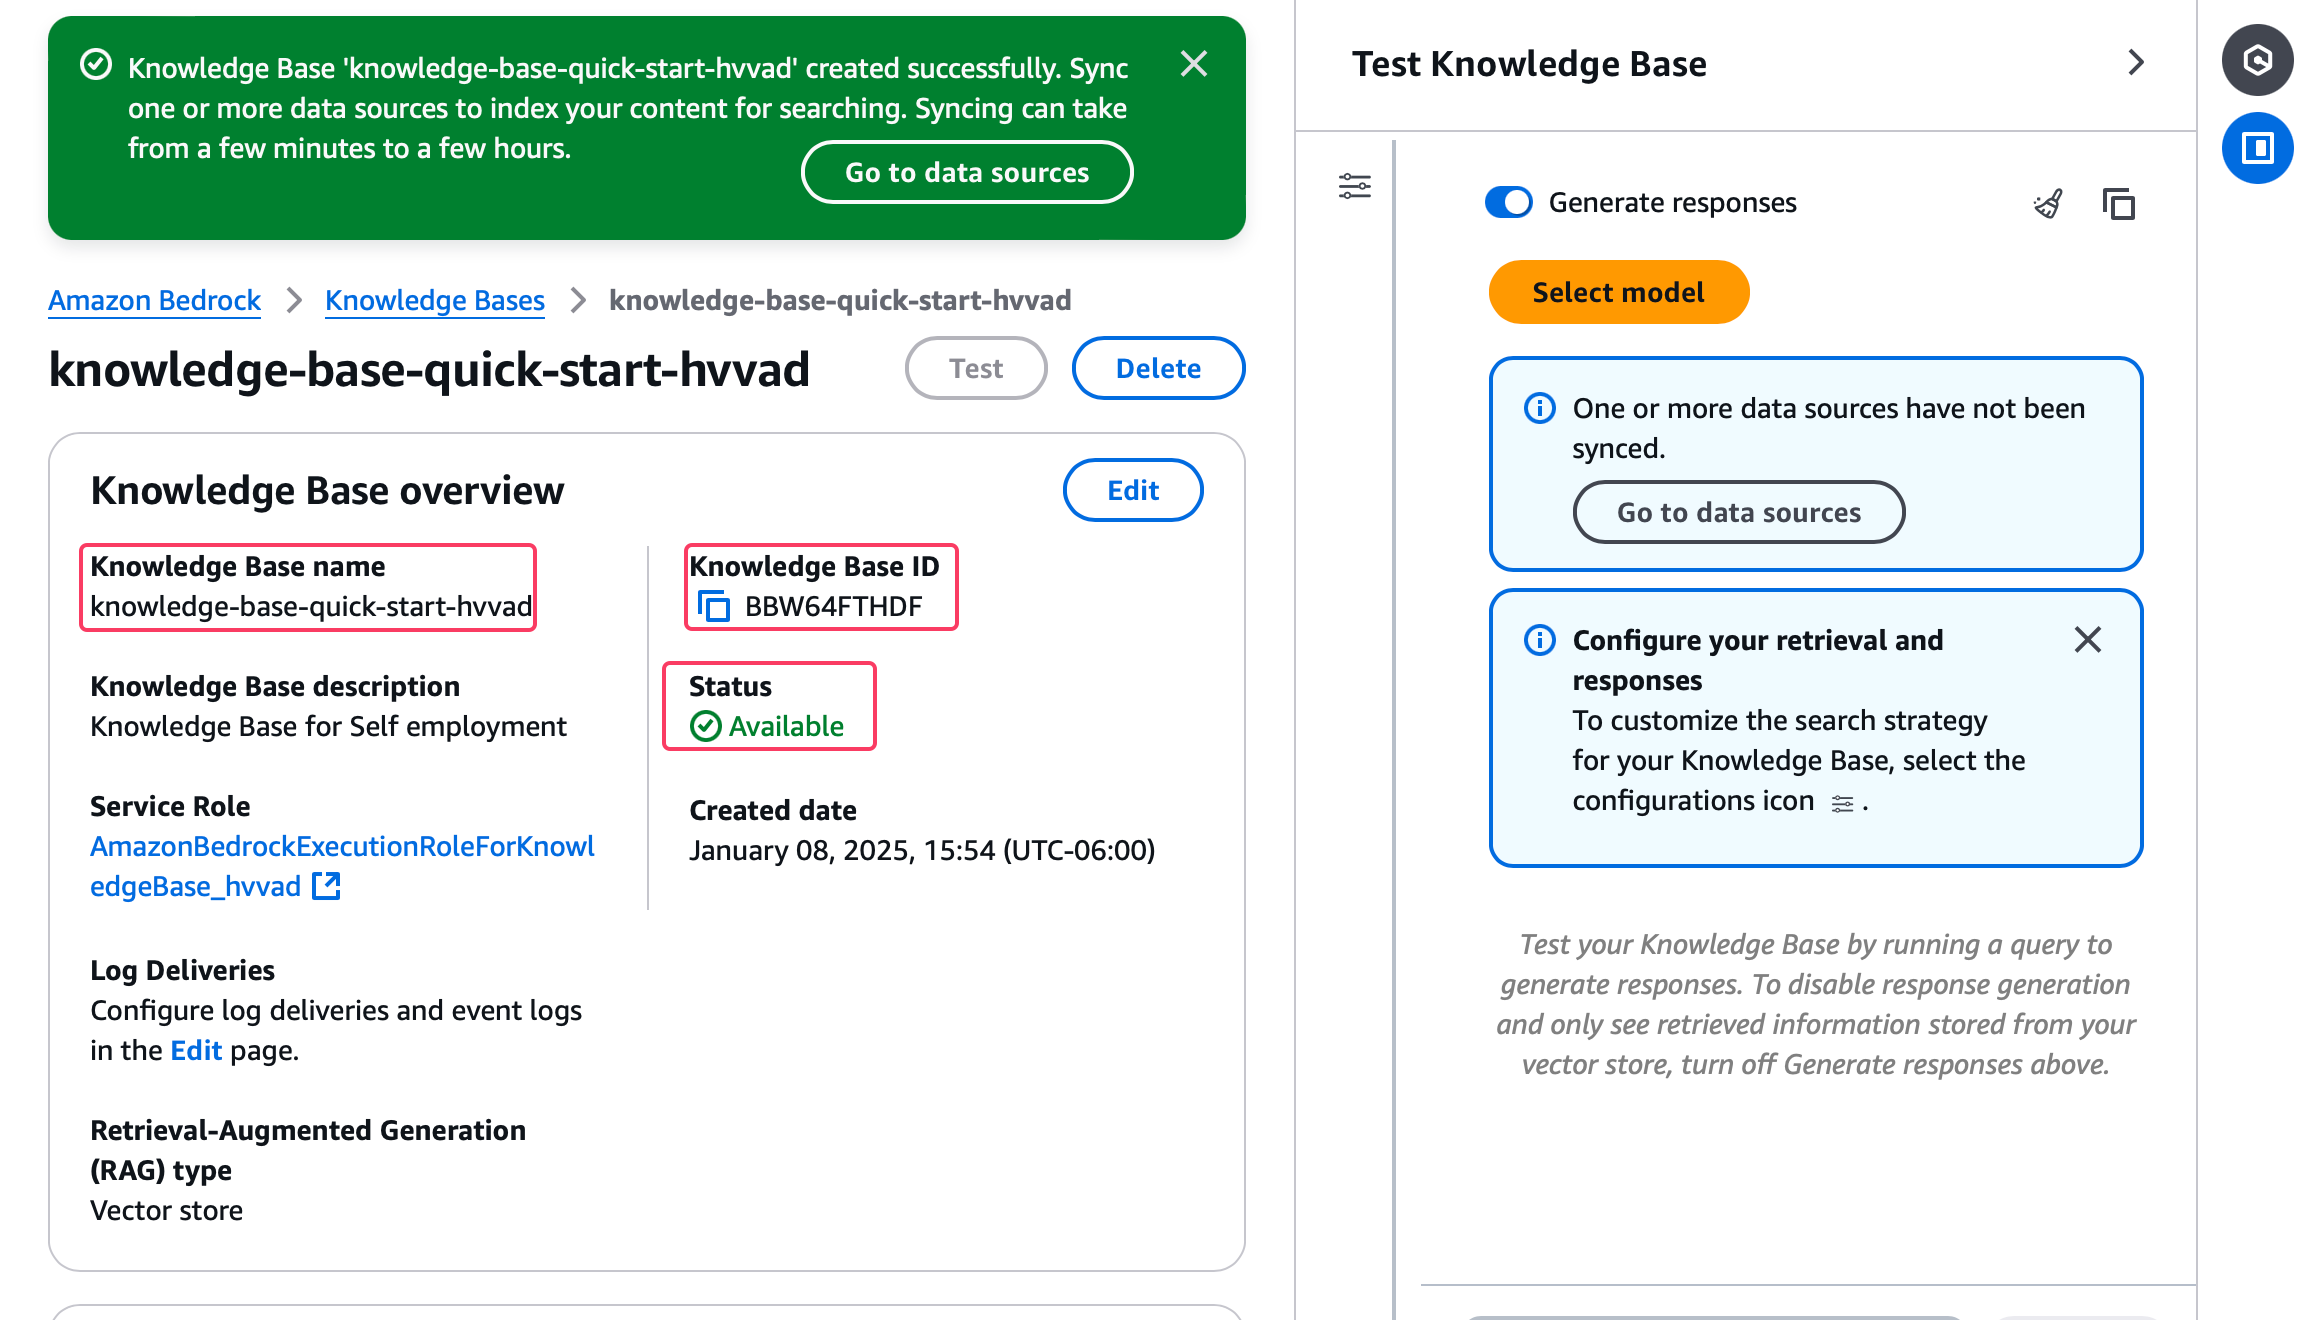 Knowledge Base 'knowledge-base-quick-start-hvvad' created successfully. Sync
one or more data sources to index your content for searching. Syncing can take
from a few minutes to a few hours.
Go to data sources
Amazon Bedrock
Knowledge Bases
knowledge-base-quick-start-hvvad
knowledge-base-quick-start-hvvad
Test
Delete
Knowledge Base overview
Edit
Knowledge Base name
knowledge-base-quick-start-hvvad
Knowledge Base description
Knowledge Base for Self employment
Service Role
AmazonBedrockExecutionRoleForKnowl
edgeBase_hvvad
Log Deliveries
Configure log deliveries and event logs
in the Edit page.
Retrieval-Augmented Generation
(RAG) type
Vector store
Knowledge Base ID
BBW64FTHDF
Status
Available
Created date
January 08, 2025, 15:54 (UTC-06:00)
Test Knowledge Base
Generate responses
Select model
One or more data sources have not been
synced.
Go to data sources
Configure your retrieval and
responses
To customize the search strategy
for your Knowledge Base, select the
configurations icon .
Test your Knowledge Base by running a query to
generate responses. To disable response generation
and only see retrieved information stored from your
vector store, turn off Generate responses above.